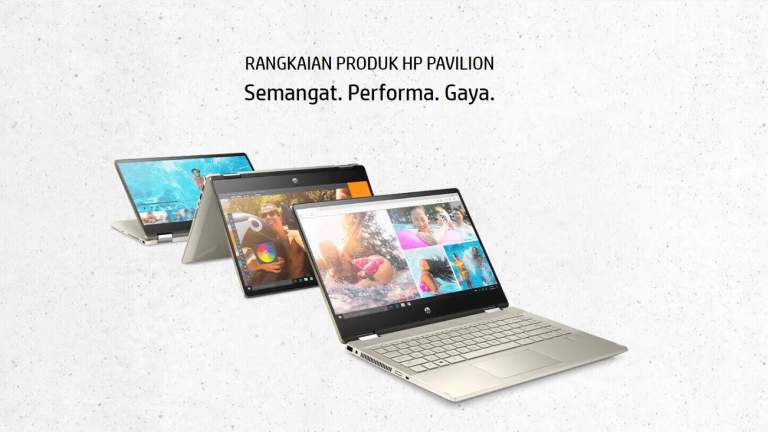 RANGKAIAN PRODUK HP PAVILION
Semangat. Performa. Gaya.